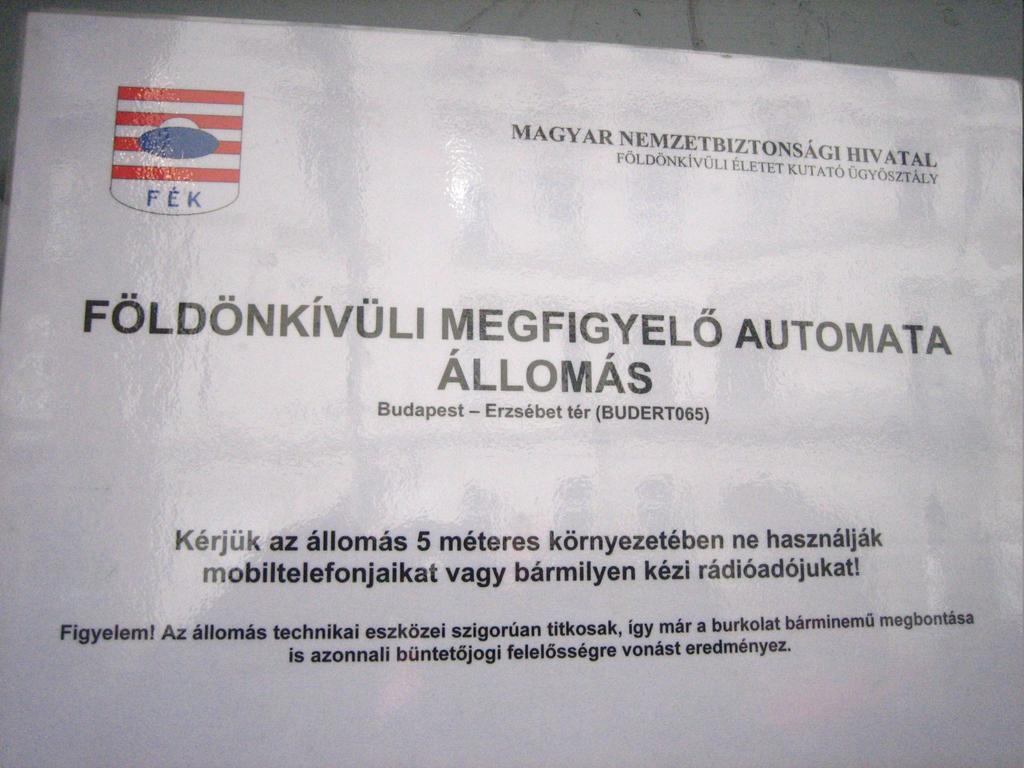 FÉK
MAGYAR NEMZETBIZTONSÁGI HIVATAL
FÖLDÖNKÍVÜLI ÉLETET KUTATÓ ÜGYÖSZTÁLY
FÖLDÖNKÍVÜLI MEGFIGYELŐ AUTOMATA
ÁLLOMÁS
Budapest – Erzsébet tér (BUDERT065)
Kérjük az állomás 5 méteres környezetében ne használják
mobiltelefonjaikat vagy bármilyen kézi rádióadójukat!
Figyelem! Az állomás technikai eszközei szigorúan titkosak, így már a burkolat bárminemű megbontása
is azonnali büntetőjogi felelősségre vonást eredményez.